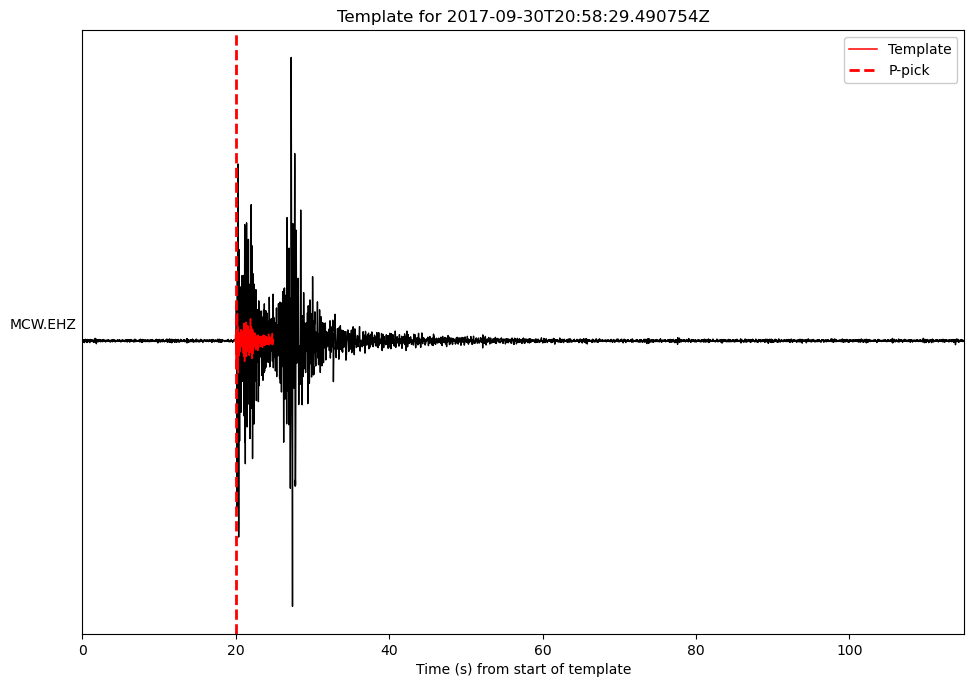 Template for 2017-09-30T20:58:29.490754Z
Template
P-pick
MCW.EHZ
0 20 40 60 80 100
Time (s) from start of template